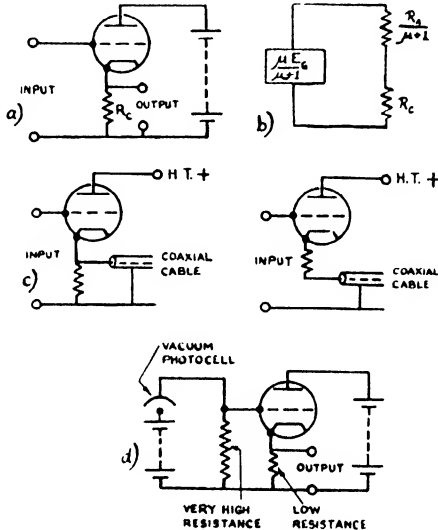 INPUT
R_C
OUTPUT
a)
μ E_G
μ+1
R_A
μ+1
R_C
b)
H.T. +
INPUT
COAXIAL
CABLE
c)
H.T. +
INPUT
COAXIAL
CABLE
VACUUM
PHOTOCELL
d)
OUTPUT
VERY HIGH
RESISTANCE
LOW
RESISTANCE